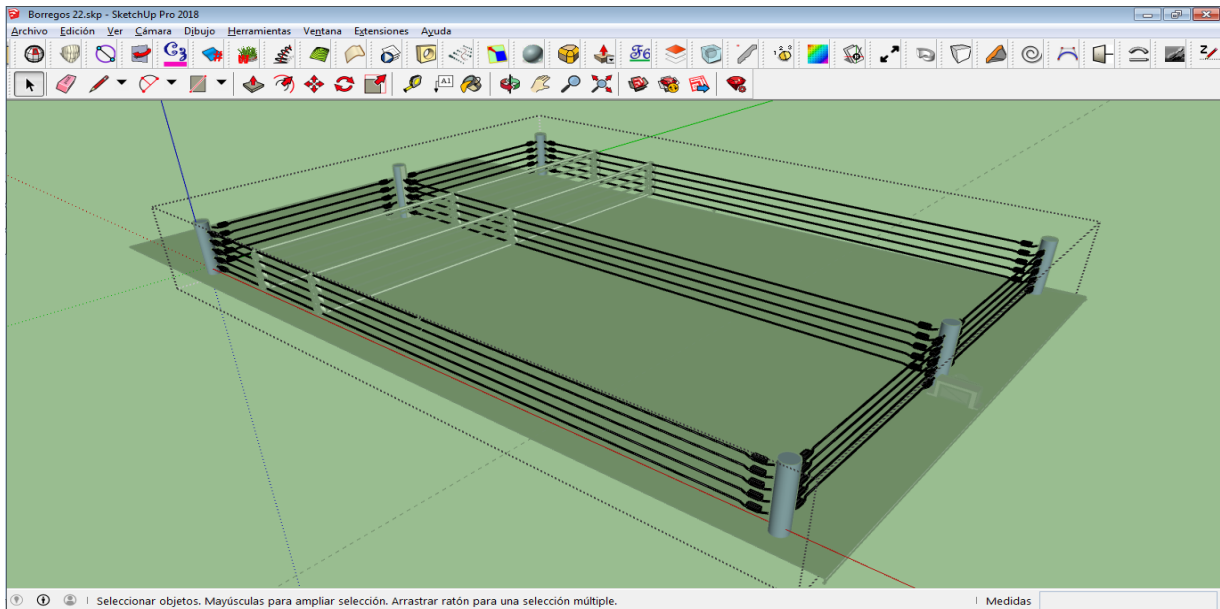 Borregos 22.skp - SketchUp Pro 2018
Archivo Edición Ver Cámara Dibujo Herramientas Ventana Extensiones Ayuda
A1
Seleccionar objetos. Mayúsculas para ampliar selección. Arrastrar ratón para una selección múltiple.
Medidas